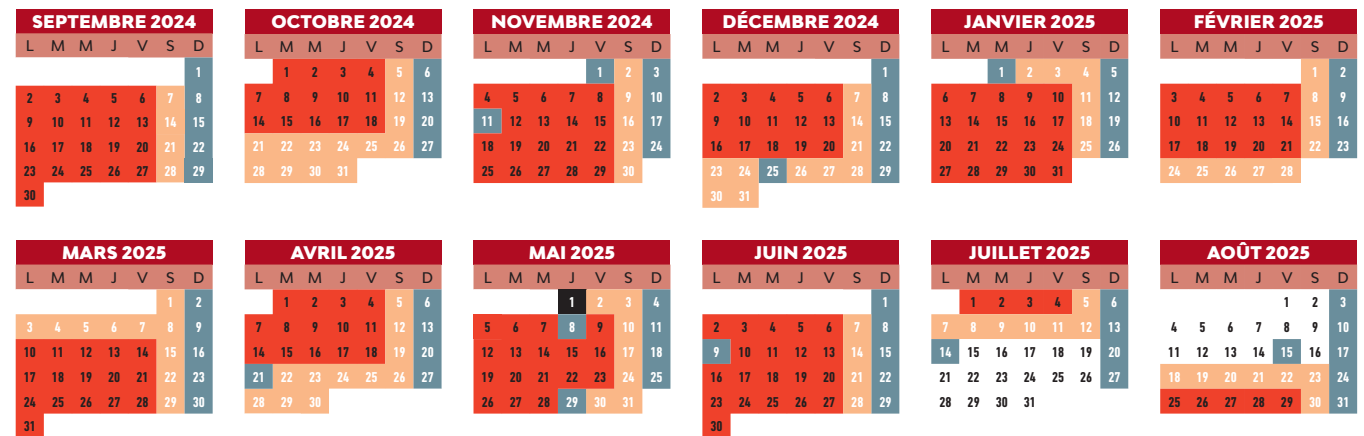 SEPTEMBRE 2024
L M M J V S D
1
2 3 4 5 6 7 8
9 10 11 12 13 14 15
16 17 18 19 20 21 22
23 24 25 26 27 28 29
30
OCTOBRE 2024
L M M J V S D
1 2 3 4 5 6
7 8 9 10 11 12 13
14 15 16 17 18 19 20
21 22 23 24 25 26 27
28 29 30 31
NOVEMBRE 2024
L M M J V S D
1 2 3
4 5 6 7 8 9 10
11 12 13 14 15 16 17
18 19 20 21 22 23 24
25 26 27 28 29 30
DÉCEMBRE 2024
L M M J V S D
1
2 3 4 5 6 7 8
9 10 11 12 13 14 15
16 17 18 19 20 21 22
23 24 25 26 27 28 29
30 31
JANVIER 2025
L M M J V S D
1 2 3 4 5
6 7 8 9 10 11 12
13 14 15 16 17 18 19
20 21 22 23 24 25 26
27 28 29 30 31
FÉVRIER 2025
L M M J V S D
1 2
3 4 5 6 7 8 9
10 11 12 13 14 15 16
17 18 19 20 21 22 23
24 25 26 27 28
MARS 2025
L M M J V S D
1 2
3 4 5 6 7 8 9
10 11 12 13 14 15 16
17 18 19 20 21 22 23
24 25 26 27 28 29 30
31
AVRIL 2025
L M M J V S D
1 2 3 4 5 6
7 8 9 10 11 12 13
14 15 16 17 18 19 20
21 22 23 24 25 26 27
28 29 30
MAI 2025
L M M J V S D
1 2 3 4
5 6 7 8 9 10 11
12 13 14 15 16 17 18
19 20 21 22 23 24 25
26 27 28 29 30 31
JUIN 2025
L M M J V S D
1
2 3 4 5 6 7 8
9 10 11 12 13 14 15
16 17 18 19 20 21 22
23 24 25 26 27 28 29
30
JUILLET 2025
L M M J V S D
1 2 3 4 5 6
7 8 9 10 11 12 13
14 15 16 17 18 19 20
21 22 23 24 25 26 27
28 29 30 31
AOÛT 2025
L M M J V S D
1 2 3
4 5 6 7 8 9 10
11 12 13 14 15 16 17
18 19 20 21 22 23 24
25 26 27 28 29 30 31